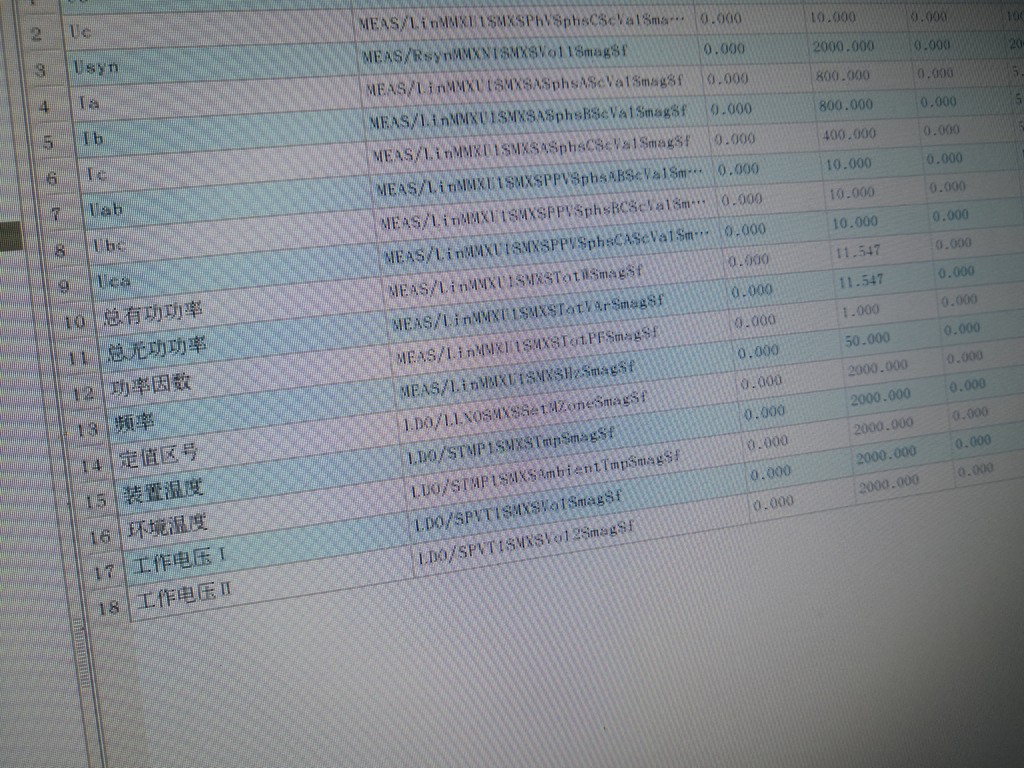 2 Uc MEAS/LinMMXU1$MX$PhV$phsC$cVal$ma… 0.000 10.000 0.000
3 Usyn MEAS/RsynMMXN1$MX$Vol1$mag$f 0.000 2000.000 0.000
4 Ia MEAS/LinMMXU1$MX$A$phsA$cVal$mag$f 0.000 800.000 0.000
5 Ib MEAS/LinMMXU1$MX$A$phsB$cVal$mag$f 0.000 800.000 0.000
6 Ic MEAS/LinMMXU1$MX$A$phsC$cVal$mag$f 0.000 400.000 0.000
7 Uab MEAS/LinMMXU1$MX$PPV$phsAB$cVal$m… 0.000 10.000 0.000
8 Ubc MEAS/LinMMXU1$MX$PPV$phsBC$cVal$m… 0.000 10.000 0.000
9 Uca MEAS/LinMMXU1$MX$PPV$phsCA$cVal$m… 0.000 10.000 0.000
10 总有功功率 MEAS/LinMMXU1$MX$TotW$mag$f 0.000 11.547 0.000
11 总无功功率 MEAS/LinMMXU1$MX$TotVAr$mag$f 0.000 11.547 0.000
12 功率因数 MEAS/LinMMXU1$MX$TotPF$mag$f 0.000 1.000 0.000
13 频率 MEAS/LinMMXU1$MX$Hz$mag$f 0.000 50.000 0.000
14 定值区号 LD0/LLN0$MX$SetMZone$mag$f 0.000 2000.000 0.000
15 装置温度 LD0/STMP1$MX$Tmp$mag$f 0.000 2000.000 0.000
16 环境温度 LD0/STMP1$MX$AmbientTmp$mag$f 0.000 2000.000 0.000
17 工作电压Ⅰ LD0/SPVT1$MX$Vol$mag$f 0.000 2000.000 0.000
18 工作电压Ⅱ LD0/SPVT1$MX$Vol2$mag$f 0.000 2000.000 0.000